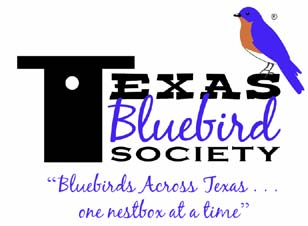 TEXAS
Bluebird
SOCIETY
®
"Bluebirds Across Texas . . .
one nestbox at a time"